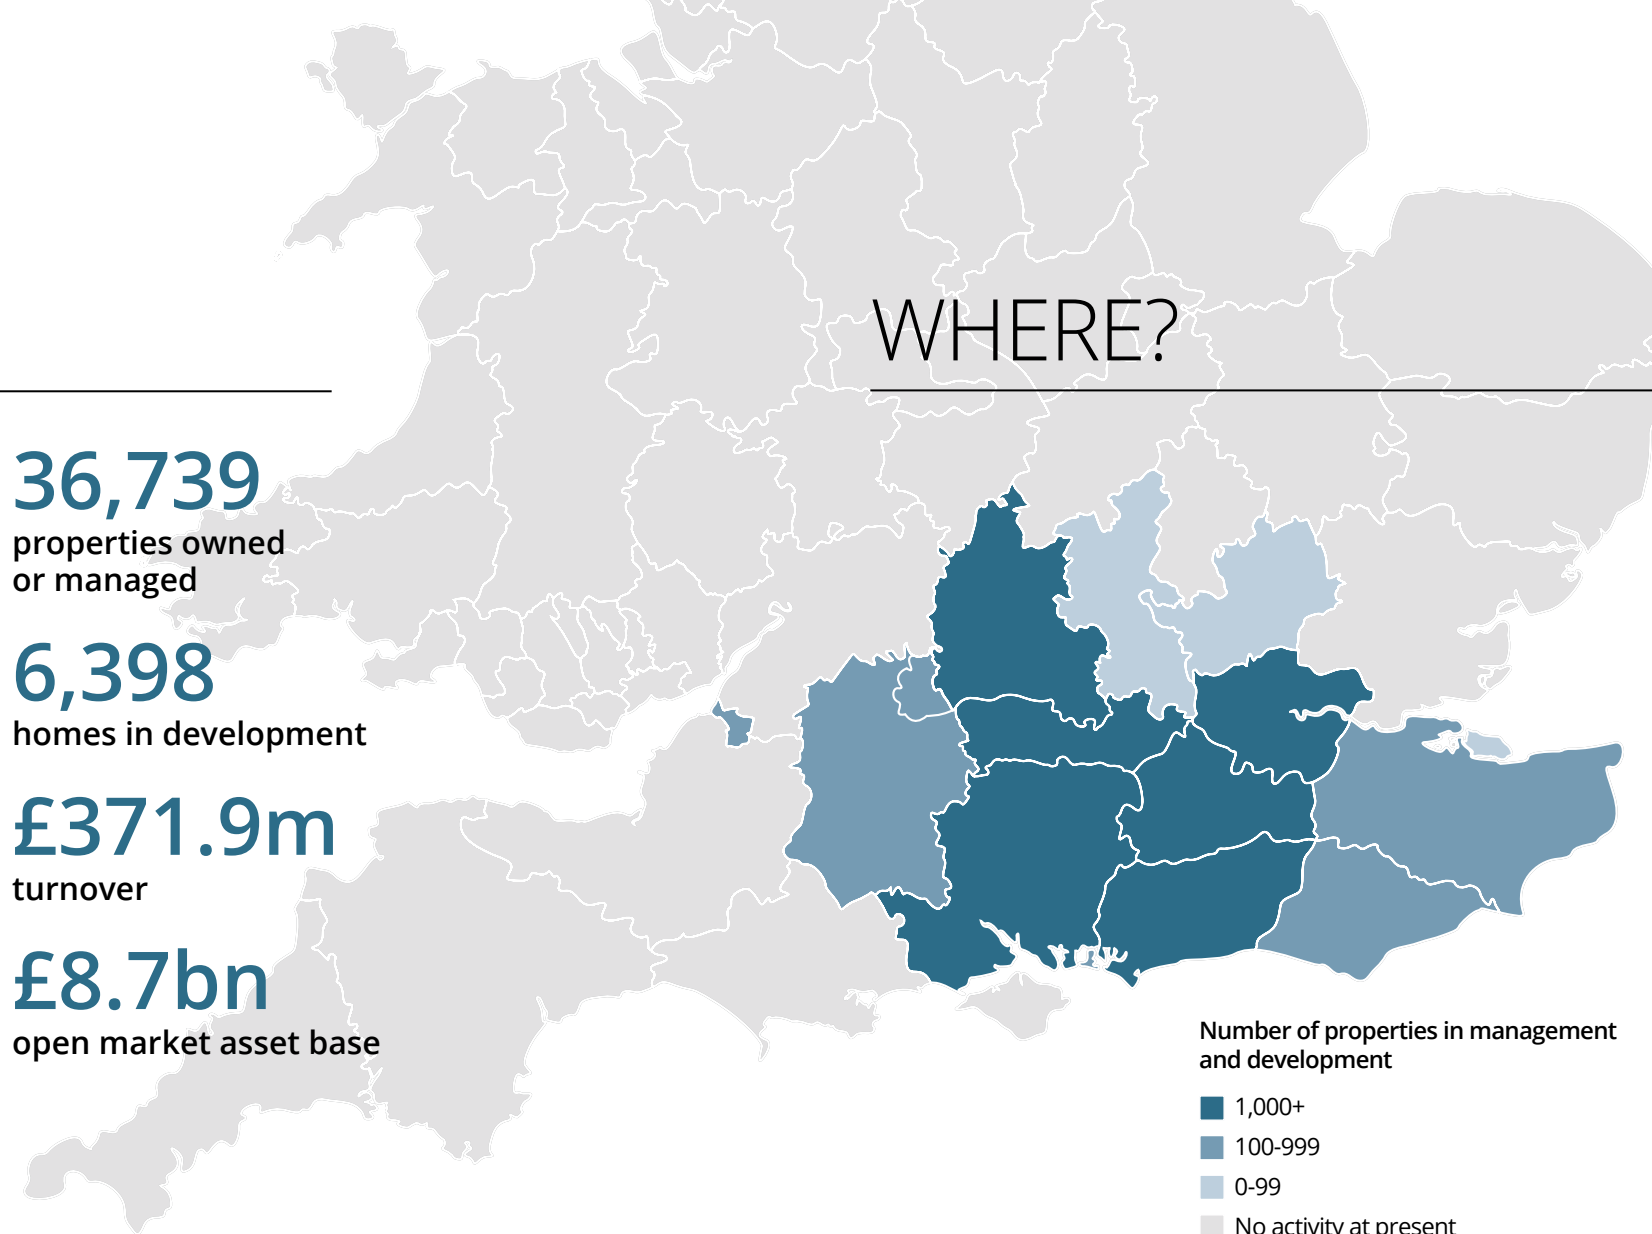 WHERE?
36,739
properties owned
or managed
6,398
homes in development
£371.9m
turnover
£8.7bn
open market asset base
Number of properties in management
and development
1,000+
100-999
0-99
No activity at present